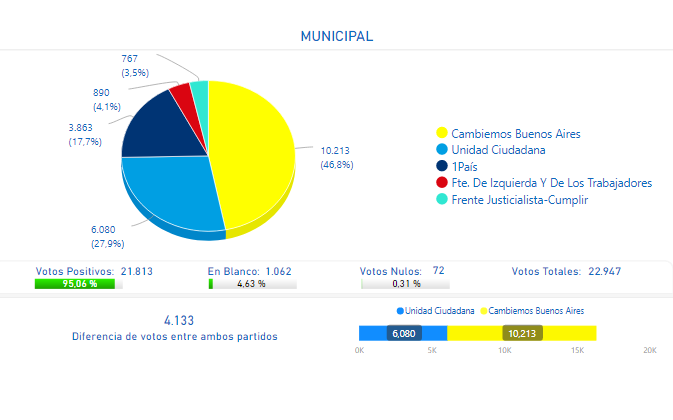 MUNICIPAL
767
(3,5%)
890
(4,1%)
3.863
(17,7%)
10.213
(46,8%)
6.080
(27,9%)
Cambiemos Buenos Aires
Unidad Ciudadana
1País
Fte. De Izquierda Y De Los Trabajadores
Frente Justicialista-Cumplir
Votos Positivos: 21.813
95,06 %
En Blanco: 1.062
4,63 %
Votos Nulos: 72
0,31 %
Votos Totales: 22.947
4.133
Diferencia de votos entre ambos partidos
Unidad Ciudadana Cambiemos Buenos Aires
6,080 10,213
0K 5K 10K 15K 20K